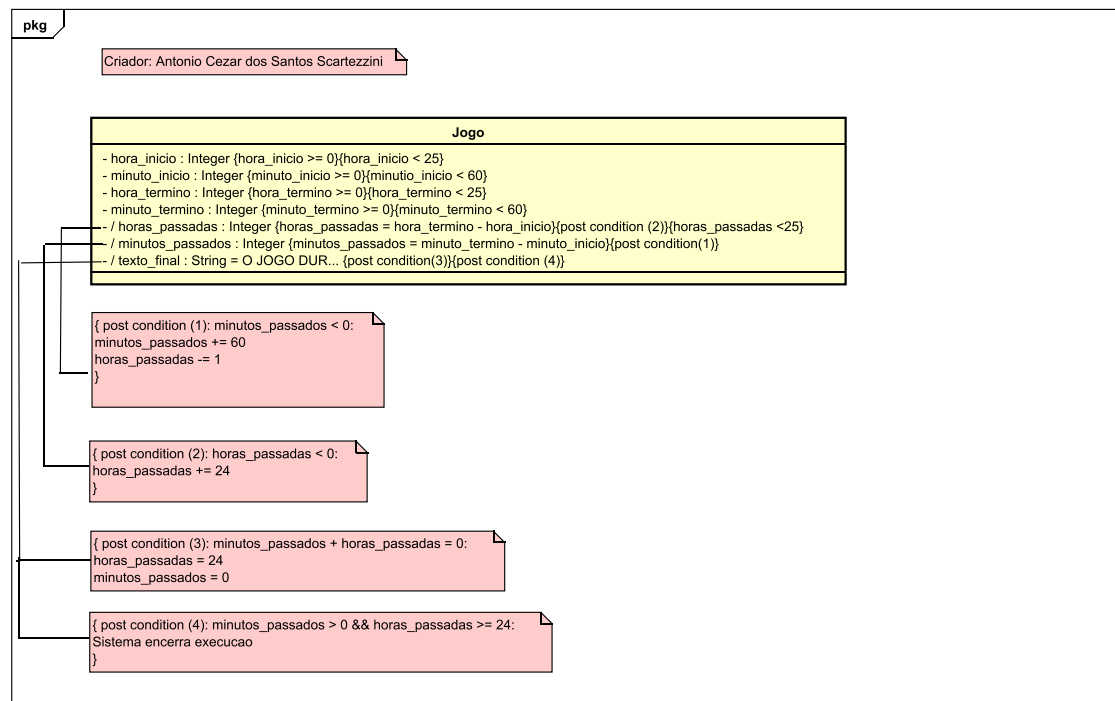 pkg
Criador: Antonio Cezar dos Santos Scartezzini
Jogo
- hora_inicio : Integer {hora_inicio >= 0}{hora_inicio < 25}
- minuto_inicio : Integer {minuto_inicio >= 0}{minutio_inicio < 60}
- hora_termino : Integer {hora_termino >= 0}{hora_termino < 25}
- minuto_termino : Integer {minuto_termino >= 0}{minuto_termino < 60}
- / horas_passadas : Integer {horas_passadas = hora_termino - hora_inicio}{post condition (2)}{horas_passadas <25}
- / minutos_passados : Integer {minutos_passados = minuto_termino - minuto_inicio}{post condition(1)}
- / texto_final : String = O JOGO DUR... {post condition(3)}{post condition (4)}
{ post condition (1): minutos_passados < 0:
minutos_passados += 60
horas_passadas -= 1
}
{ post condition (2): horas_passadas < 0:
horas_passadas += 24
}
{ post condition (3): minutos_passados + horas_passadas = 0:
horas_passadas = 24
minutos_passados = 0
{ post condition (4): minutos_passados > 0 && horas_passadas >= 24:
Sistema encerra execucao
}